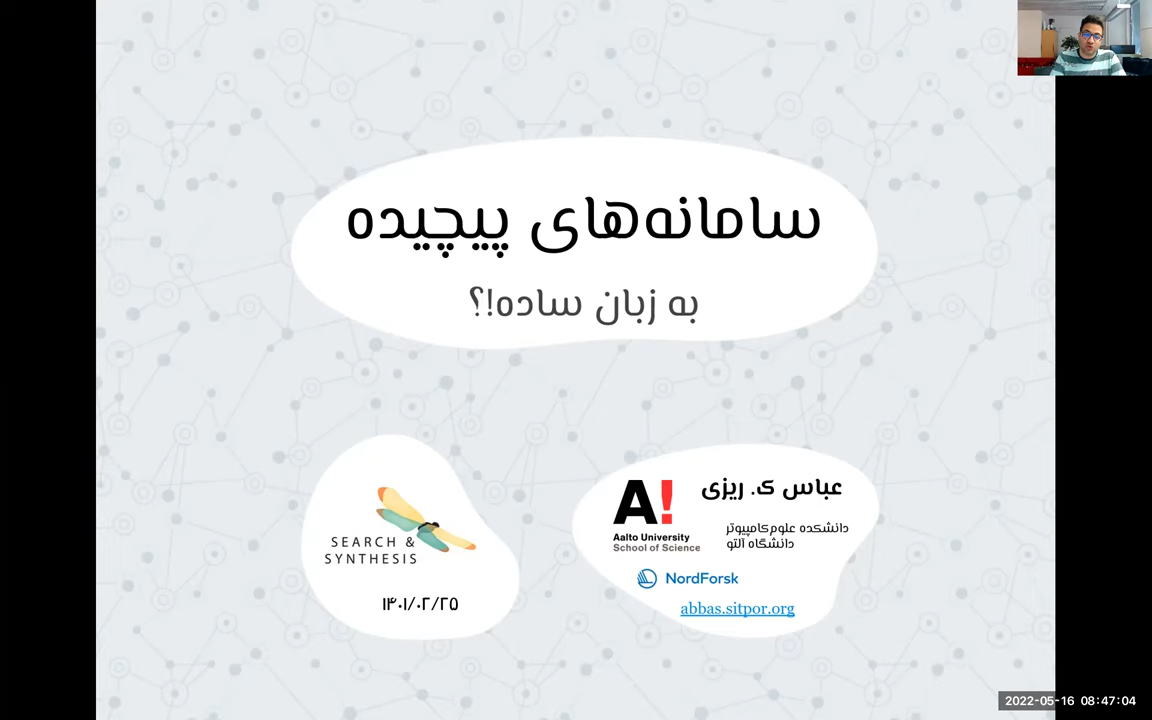 سامانه‌های پیچیده
به زبان ساده!؟
SEARCH &
SYNTHESIS
۱۴۰۱/۰۲/۲۵
A!
Aalto University
School of Science
عباس ک. ریزی
دانشکده علوم‌کامپیوتر
دانشگاه آلتو
NordForsk
abbas.sitpor.org
2022-05-16 08:47:04